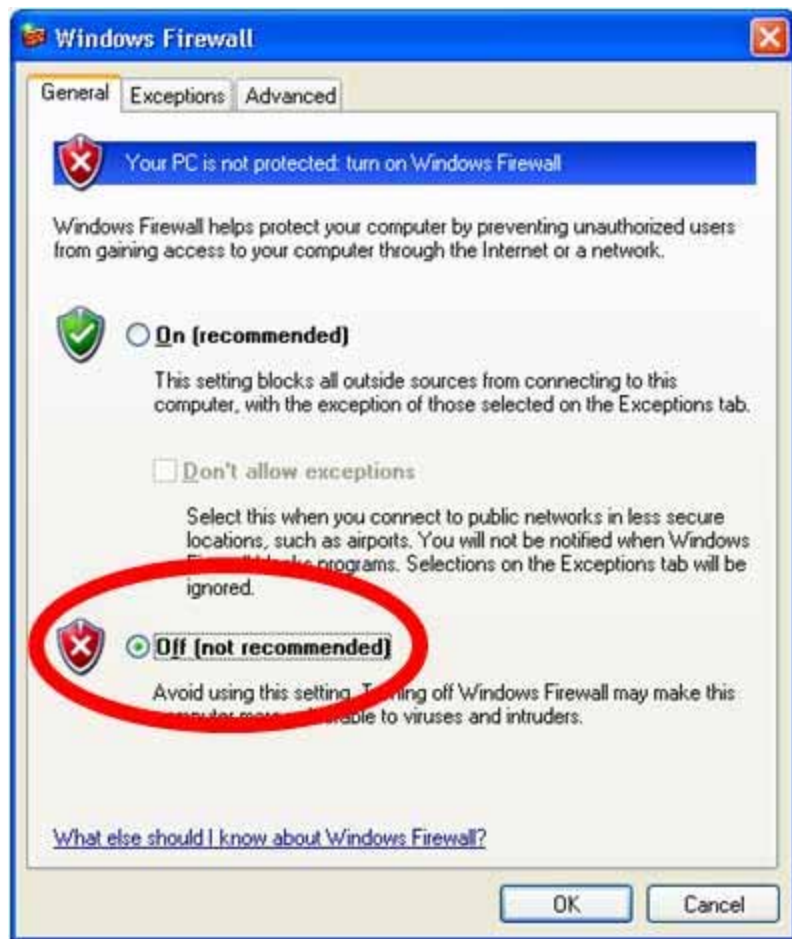 Windows Firewall
General Exceptions Advanced
Your PC is not protected: turn on Windows Firewall
Windows Firewall helps protect your computer by preventing unauthorized users
from gaining access to your computer through the Internet or a network.
On (recommended)
This setting blocks all outside sources from connecting to this
computer, with the exception of those selected on the Exceptions tab.
Don't allow exceptions
Select this when you connect to public networks in less secure
locations, such as airports. You will not be notified when Windows
programs. Selections on the Exceptions tab will be
ignored.
Off (not recommended)
Avoid using this setting. Turning off Windows Firewall may make this
computer more vulnerable to viruses and intruders.
What else should I know about Windows Firewall?
OK Cancel